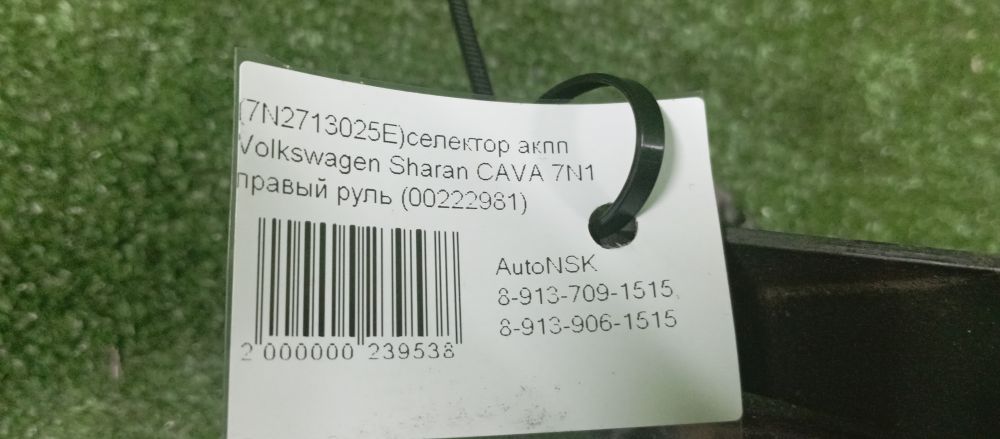 (7N2713025E)селектор акпп
Volkswagen Sharan CAVA 7N1
правый руль (00222981)
AutoNSK
8-913-709-1515,
8-913-906-1515
2 000000 239538